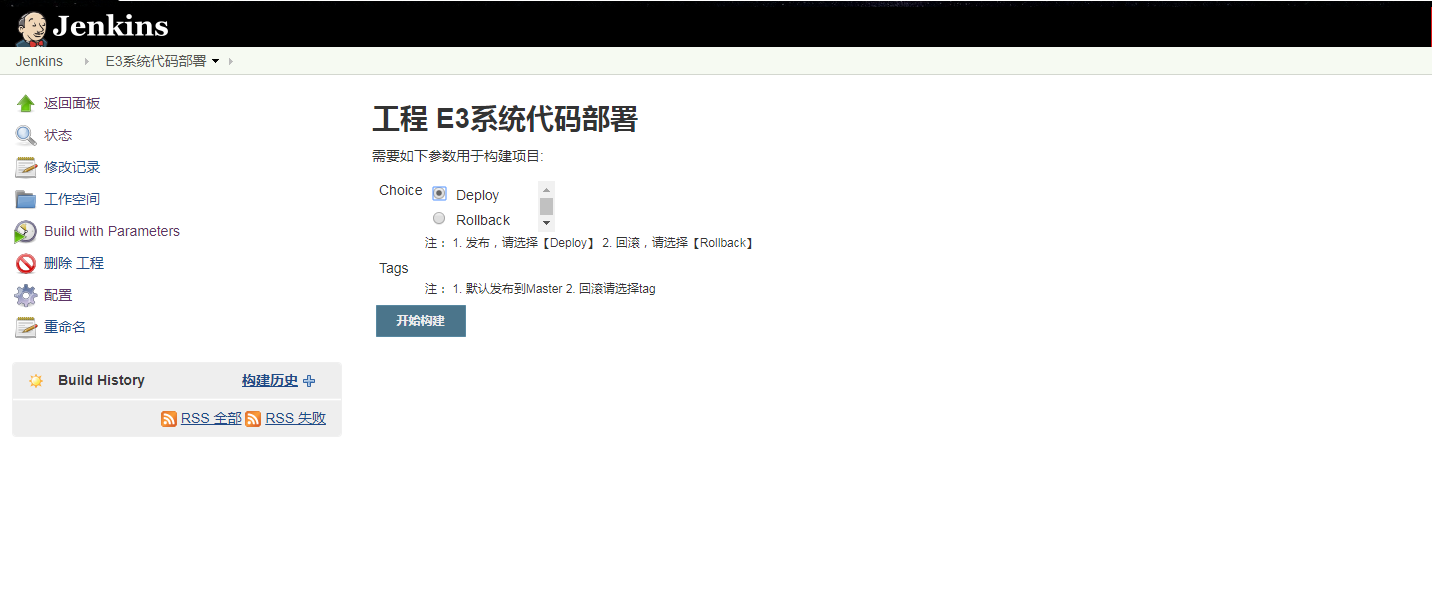 Jenkins
Jenkins E3系统代码部署
返回面板
状态
修改记录
工作空间
Build with Parameters
删除 工程
配置
重命名
Build History 构建历史
RSS 全部 RSS 失败
工程 E3系统代码部署
需要如下参数用于构建项目:
Choice Deploy
Rollback
注： 1. 发布，请选择【Deploy】 2. 回滚，请选择【Rollback】
Tags
注： 1. 默认发布到Master 2. 回滚请选择tag
开始构建